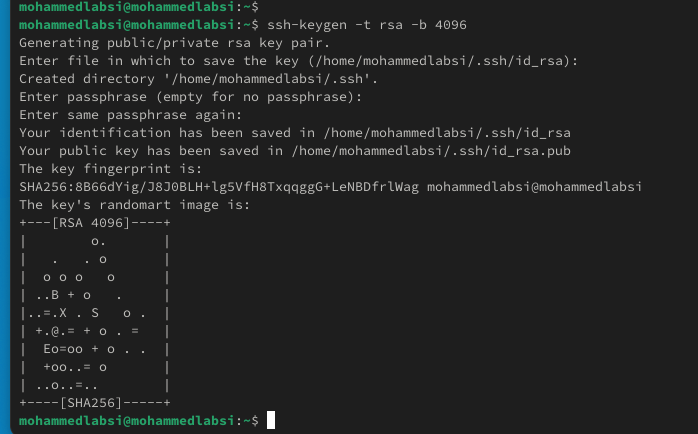 mohammedlabsi@mohammedlabsi:~$
mohammedlabsi@mohammedlabsi:~$ ssh-keygen -t rsa -b 4096
Generating public/private rsa key pair.
Enter file in which to save the key (/home/mohammedlabsi/.ssh/id_rsa):
Created directory '/home/mohammedlabsi/.ssh'.
Enter passphrase (empty for no passphrase):
Enter same passphrase again:
Your identification has been saved in /home/mohammedlabsi/.ssh/id_rsa
Your public key has been saved in /home/mohammedlabsi/.ssh/id_rsa.pub
The key fingerprint is:
SHA256:8B66dYig/J8J0BLH+lg5VfH8TxqqggG+LeNBDfrlWag mohammedlabsi@mohammedlabsi
The key's randomart image is:
+---[RSA 4096]----+
|        o.       |
|   .   . o       |
|  o o o   o      |
| ..B + o   .     |
|..=.X . S   o .  |
| +.@.= + o . =   |
|  Eo=oo + o . .  |
|  +oo..= o       |
| ..o..=..        |
+----[SHA256]-----+
mohammedlabsi@mohammedlabsi:~$